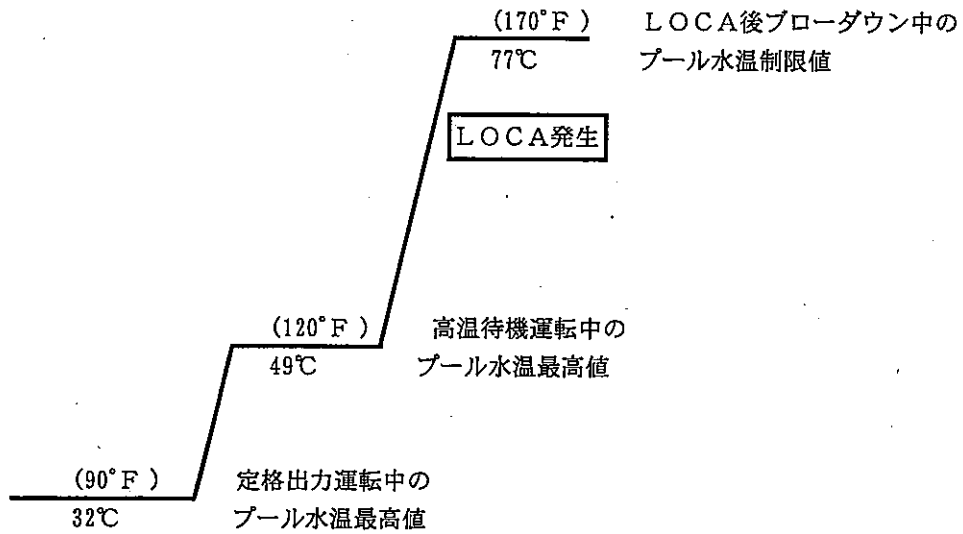 (170°F) LOCA後ブローダウン中の
77℃ プール水温制限値
LOCA発生
(120°F) 高温待機運転中の
49℃ プール水温最高値
(90°F) 定格出力運転中の
32℃ プール水温最高値